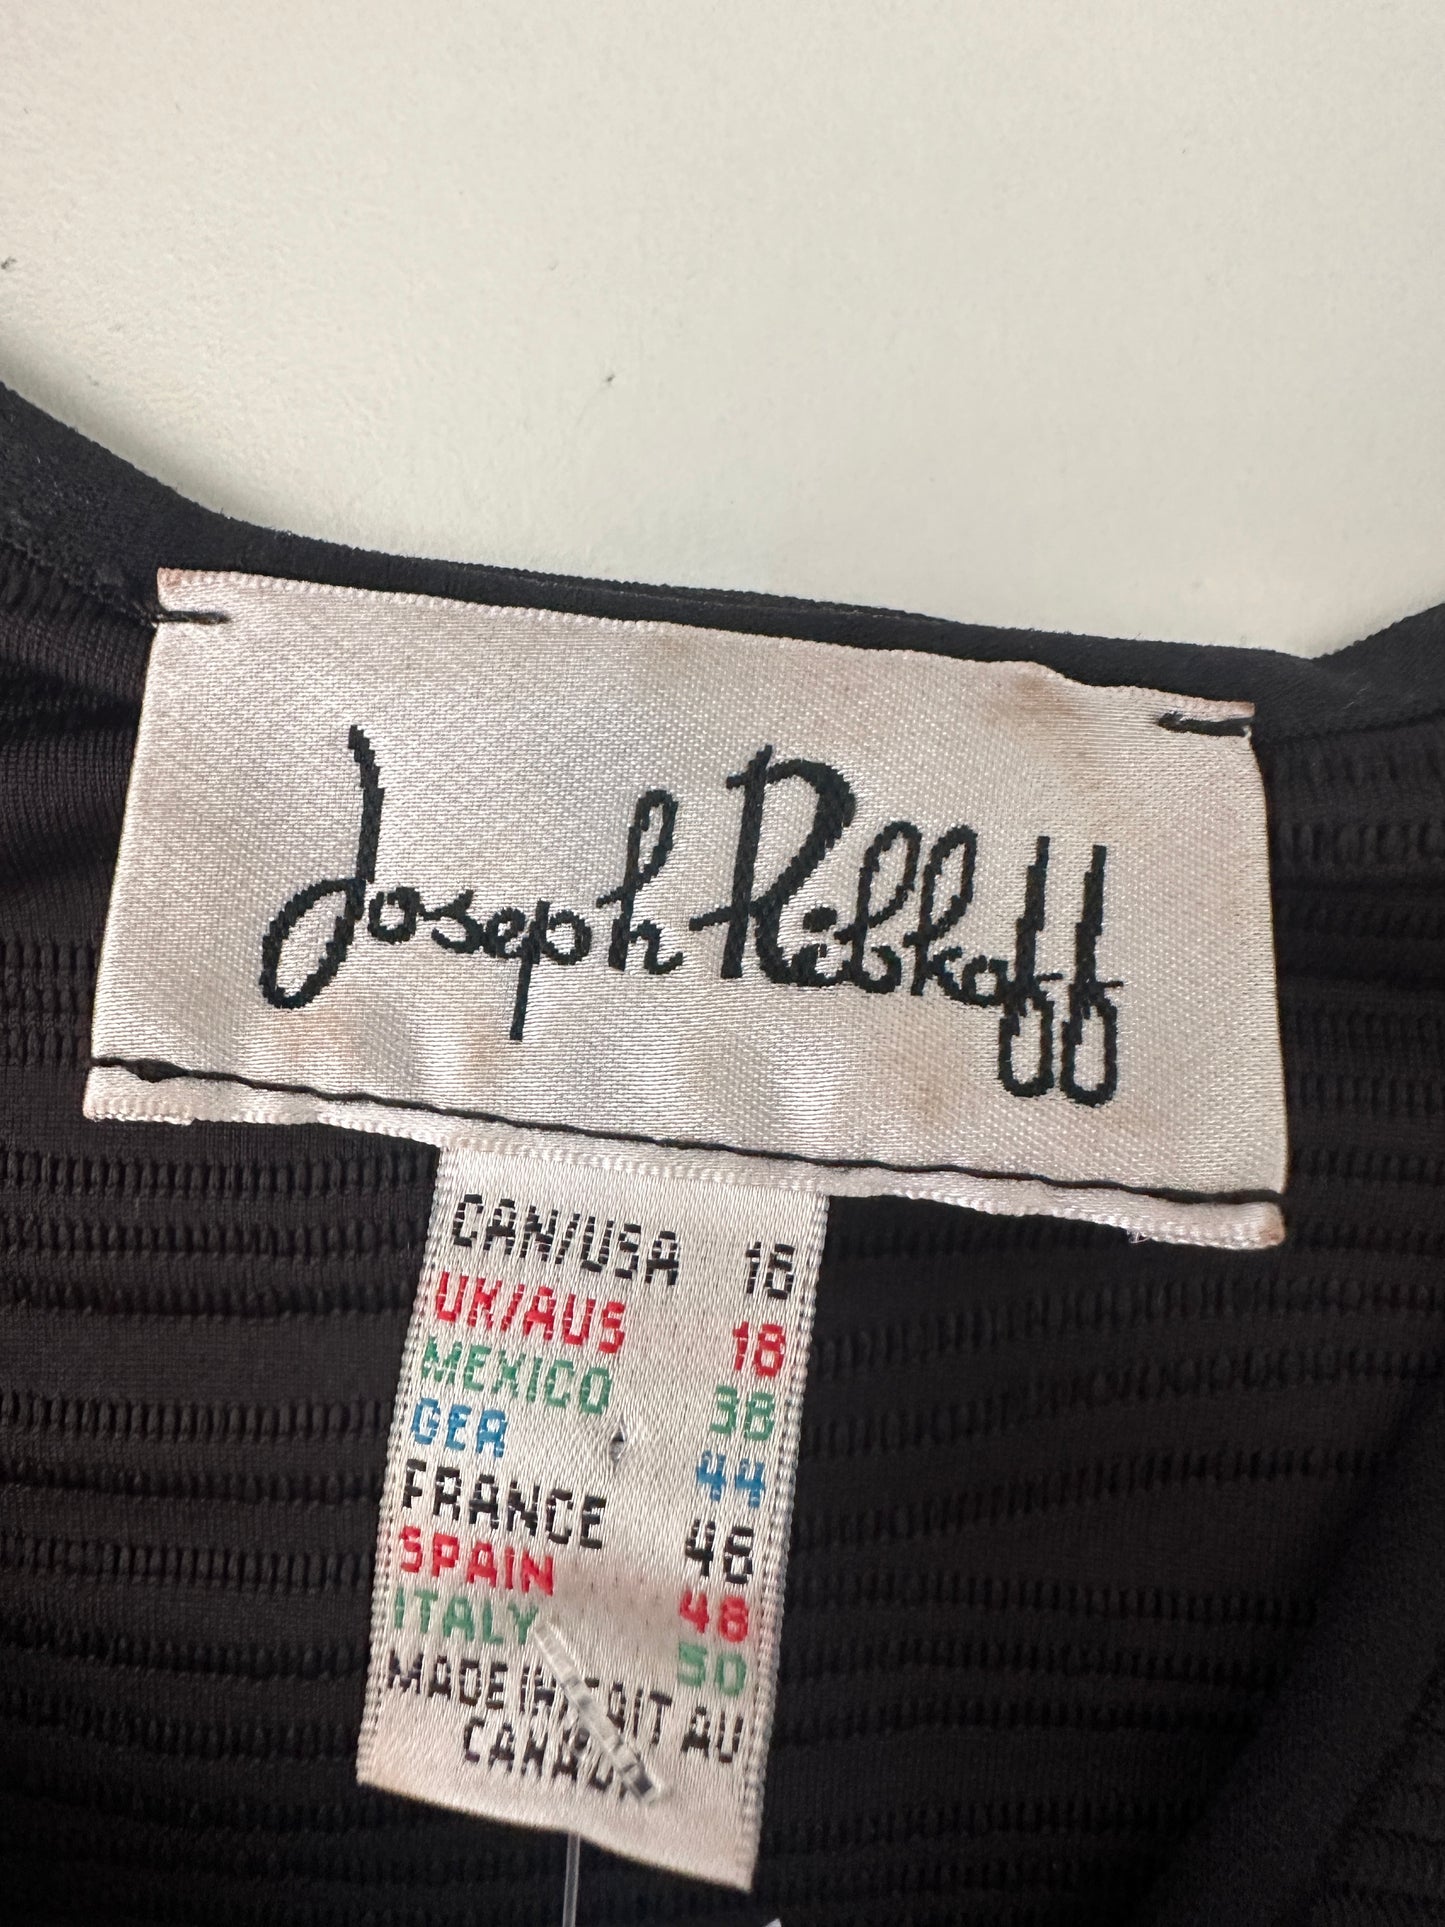 Joseph Ribkoff
CAN/USA 16
UK/AUS 18
MEXICO 38
GER 44
FRANCE 46
SPAIN 48
ITALY 50
MADE IN/FAIT AU
CANADA